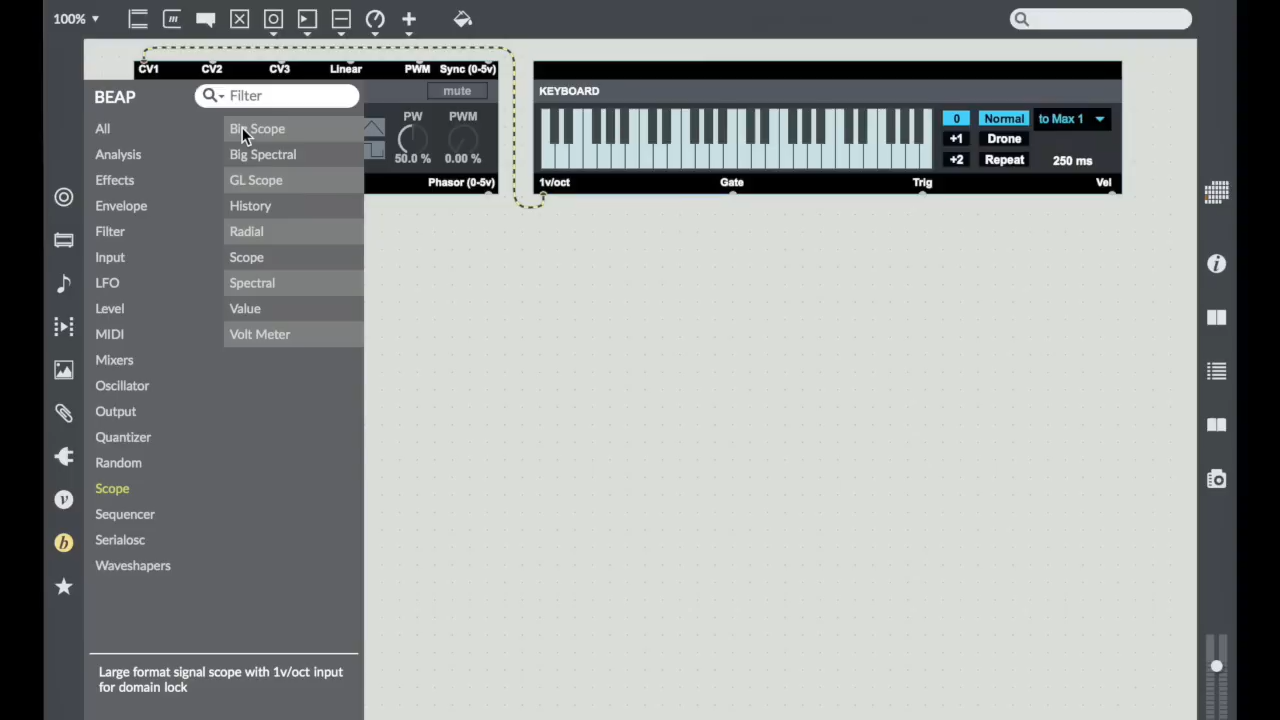 100%
m
CV1 CV2 CV3 Linear PWM Sync (0-5v)
mute
PW PWM
50.0 % 0.00 %
Phasor (0-5v)
KEYBOARD
0 Normal to Max 1
+1 Drone
+2 Repeat 250 ms
1v/oct Gate Trig Vel
BEAP Filter
All
Analysis
Effects
Envelope
Filter
Input
LFO
Level
MIDI
Mixers
Oscillator
Output
Quantizer
Random
Scope
Sequencer
Serialosc
Waveshapers
Big Scope
Big Spectral
GL Scope
History
Radial
Scope
Spectral
Value
Volt Meter
Large format signal scope with 1v/oct input
for domain lock
v
b
i